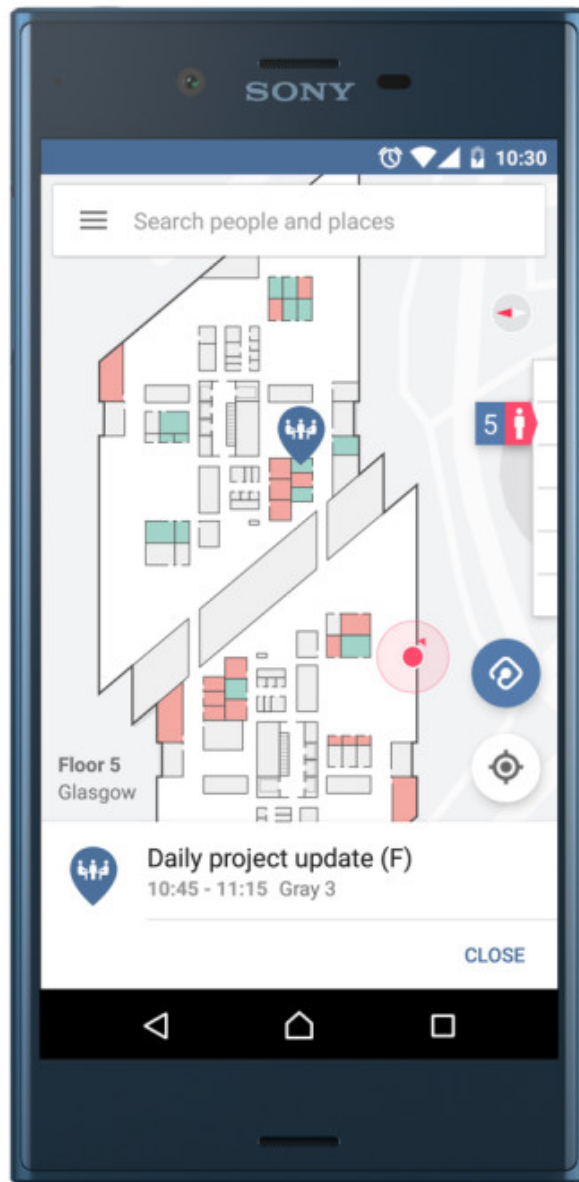 SONY
10:30
Search people and places
5
Floor 5
Glasgow
Daily project update (F)
10:45 - 11:15 Gray 3
CLOSE